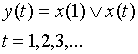 y(t) = x(1) ∨ x(t)
t = 1,2,3,...